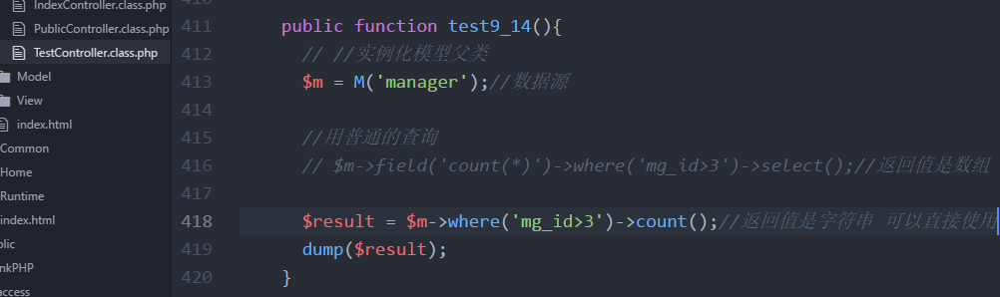 IndexController.class.php
PublicController.class.php
TestController.class.php
Model
View
index.html
Common
Home
Runtime
index.html
blic
nkPHP
access
411 public function test9_14(){
412 // //实例化模型父类
413 $m = M('manager');//数据源
414
415 //用普通的查询
416 // $m->field('count(*)')->where('mg_id>3')->select();//返回值是数组
417
418 $result = $m->where('mg_id>3')->count();//返回值是字符串 可以直接使用
419 dump($result);
420 }